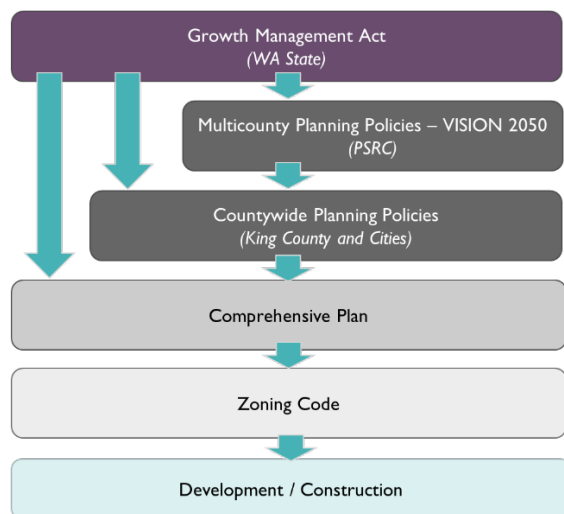 Growth Management Act
(WA State)
Multicounty Planning Policies – VISION 2050
(PSRC)
Countywide Planning Policies
(King County and Cities)
Comprehensive Plan
Zoning Code
Development / Construction